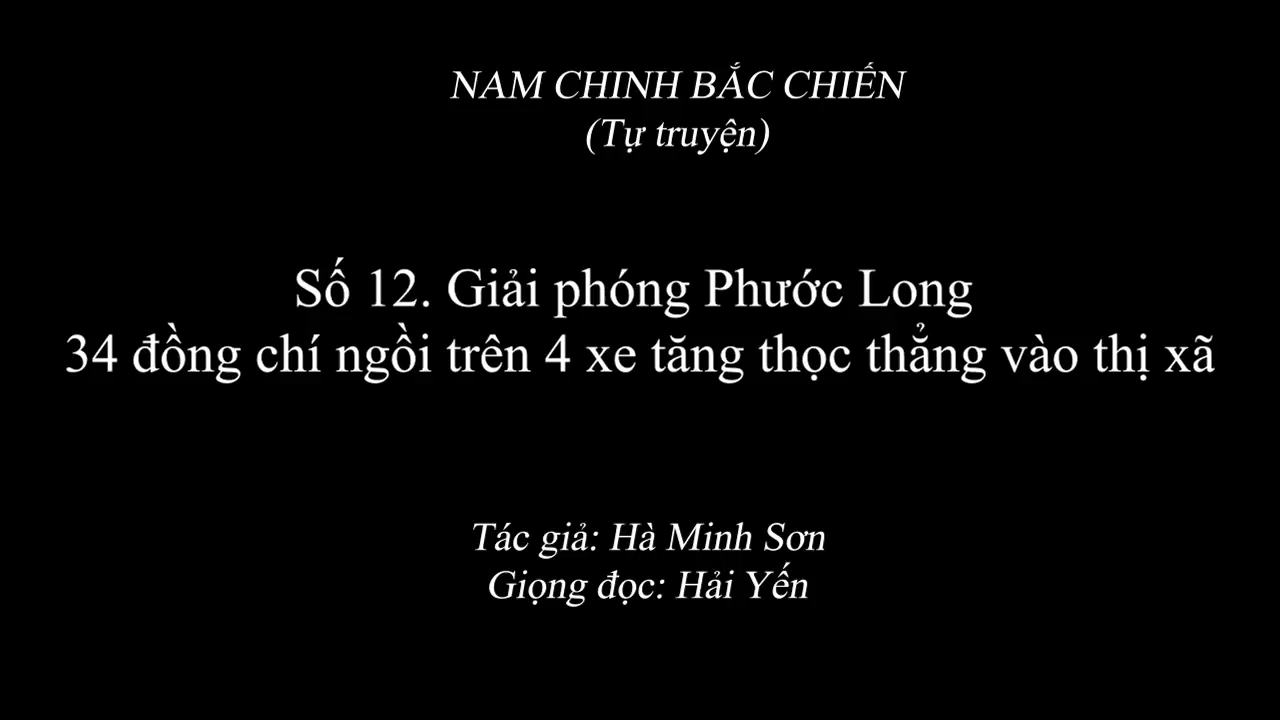 NAM CHINH BẮC CHIẾN
(Tự truyện)
Số 12. Giải phóng Phước Long
34 đồng chí ngồi trên 4 xe tăng thọc thẳng vào thị xã
Tác giả: Hà Minh Sơn
Giọng đọc: Hải Yến